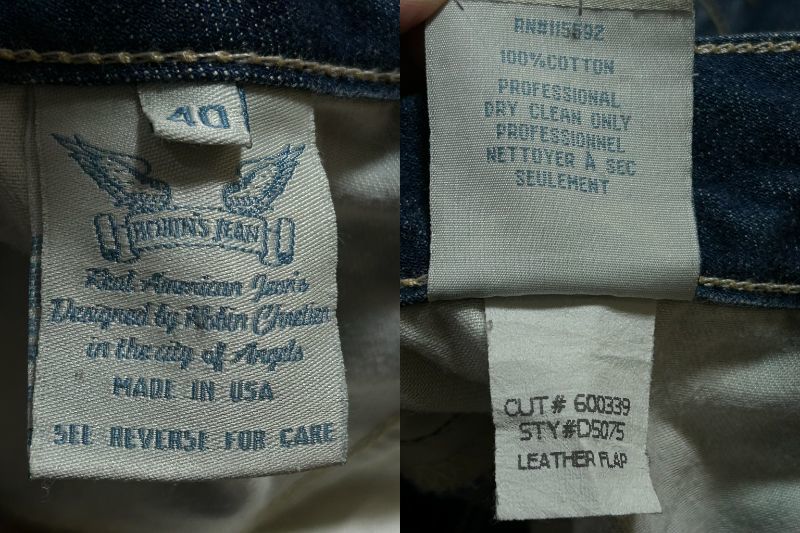 40
ROBIN'S JEAN
Real American Jean's
Designed by Robin Chretien
in the city of Angels
MADE IN USA
SEE REVERSE FOR CARE
RN#115592
100%COTTON
PROFESSIONAL
DRY CLEAN ONLY
PROFESSIONNEL
NETTOYER À SEC
SEULEMENT
CUT# 600339
STY#D5075
LEATHER FLAP